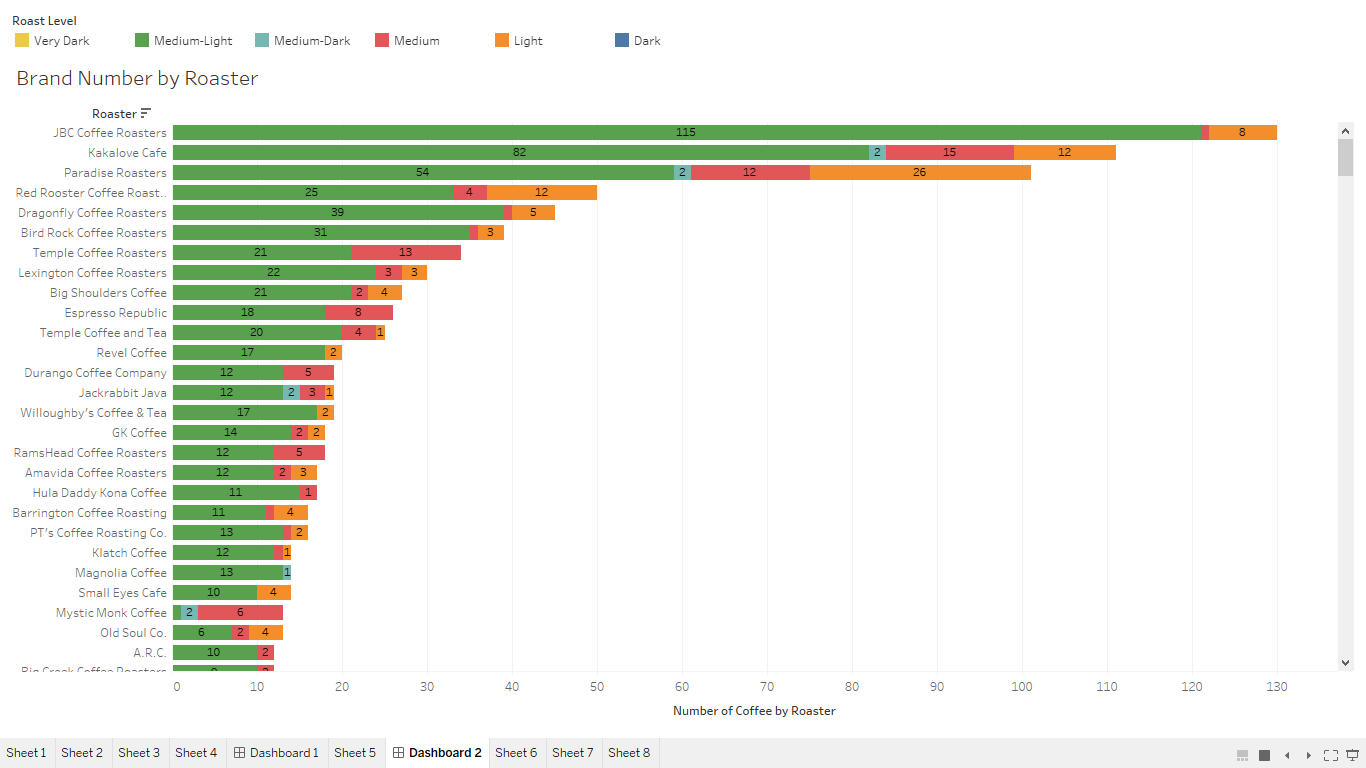 Roast Level
Very Dark Medium-Light Medium-Dark Medium Light Dark
Brand Number by Roaster
Roaster
JBC Coffee Roasters 115 8
Kakalove Cafe 82 2 15 12
Paradise Roasters 54 2 12 26
Red Rooster Coffee Roast.. 25 4 12
Dragonfly Coffee Roasters 39 5
Bird Rock Coffee Roasters 31 3
Temple Coffee Roasters 21 13
Lexington Coffee Roasters 22 3 3
Big Shoulders Coffee 21 2 4
Espresso Republic 18 8
Temple Coffee and Tea 20 4 1
Revel Coffee 17 2
Durango Coffee Company 12 5
Jackrabbit Java 12 2 3 1
Willoughby's Coffee & Tea 17 2
GK Coffee 14 2 2
RamsHead Coffee Roasters 12 5
Amavida Coffee Roasters 12 2 3
Hula Daddy Kona Coffee 11 1
Barrington Coffee Roasting 11 4
PT's Coffee Roasting Co. 13 2
Klatch Coffee 12 1
Magnolia Coffee 13 1
Small Eyes Cafe 10 4
Mystic Monk Coffee 2 6
Old Soul Co. 6 2 4
A.R.C. 10 2
Big Creek Coffee Roasters
0 10 20 30 40 50 60 70 80 90 100 110 120 130
Number of Coffee by Roaster
Sheet 1 Sheet 2 Sheet 3 Sheet 4 Dashboard 1 Sheet 5 Dashboard 2 Sheet 6 Sheet 7 Sheet 8